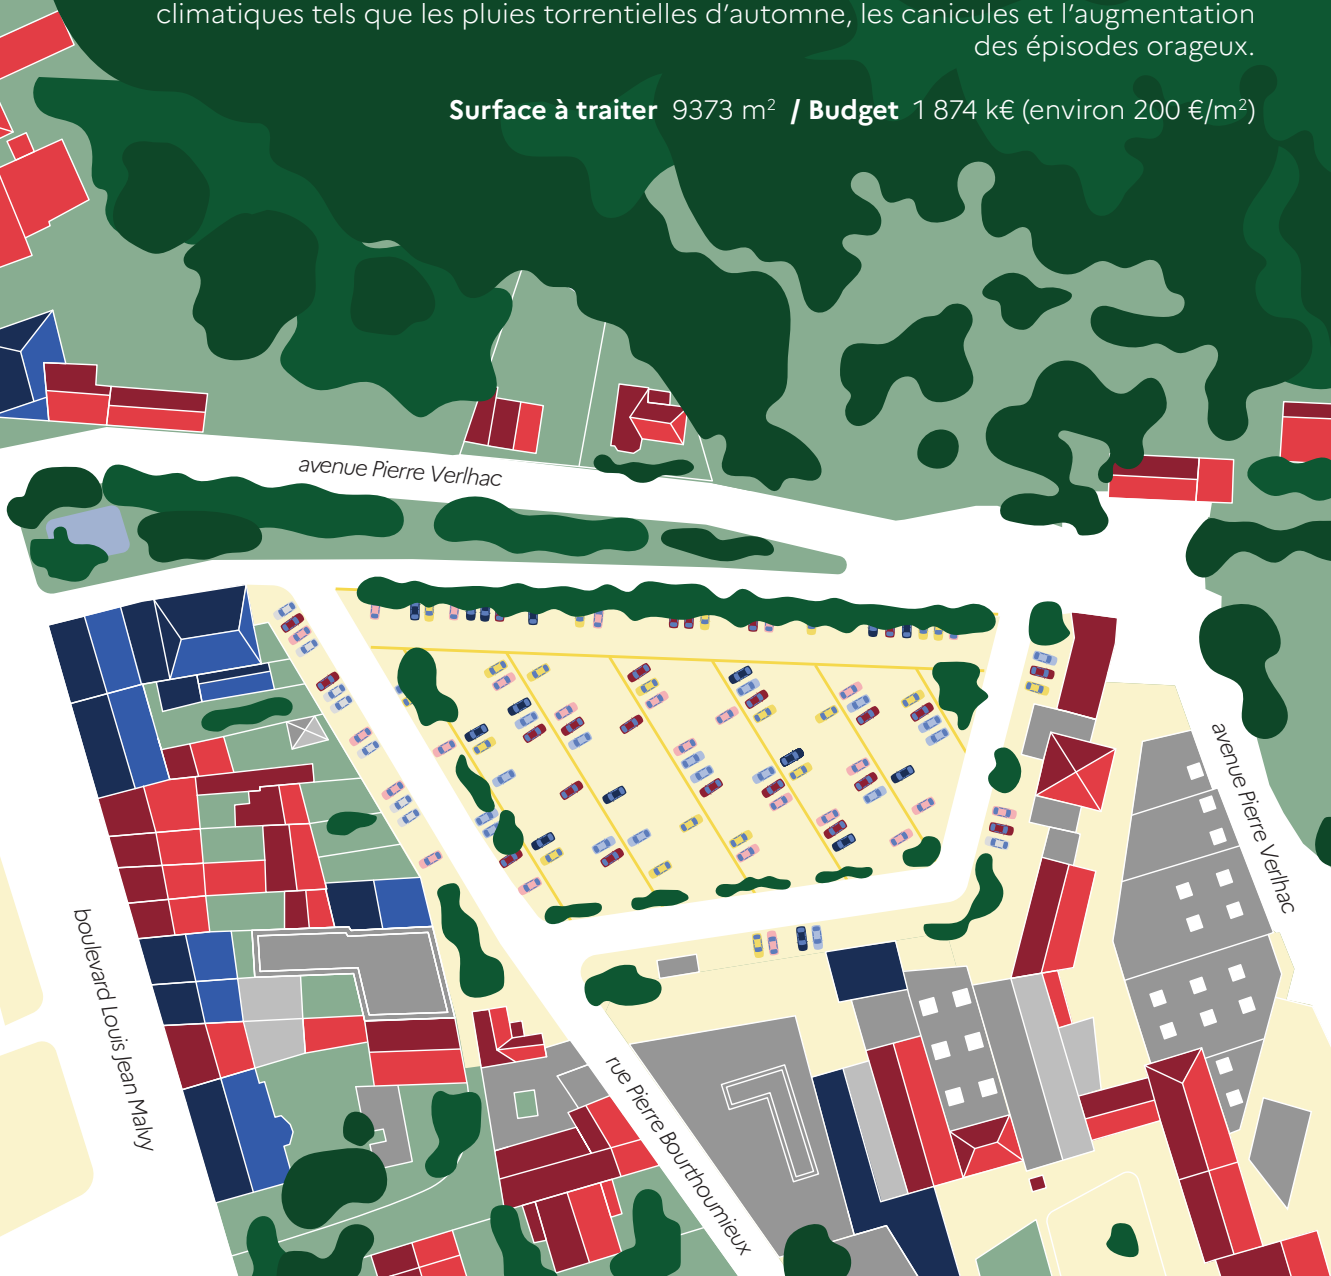 climatiques tels que les pluies torrentielles d’automne, les canicules et l’augmentation
des épisodes orageux.
Surface à traiter 9373 m² / Budget 1 874 k€ (environ 200 €/m²)
avenue Pierre Verlhac
avenue Pierre Verlhac
boulevard Louis Jean Malvy
rue Pierre Bourthoumieux